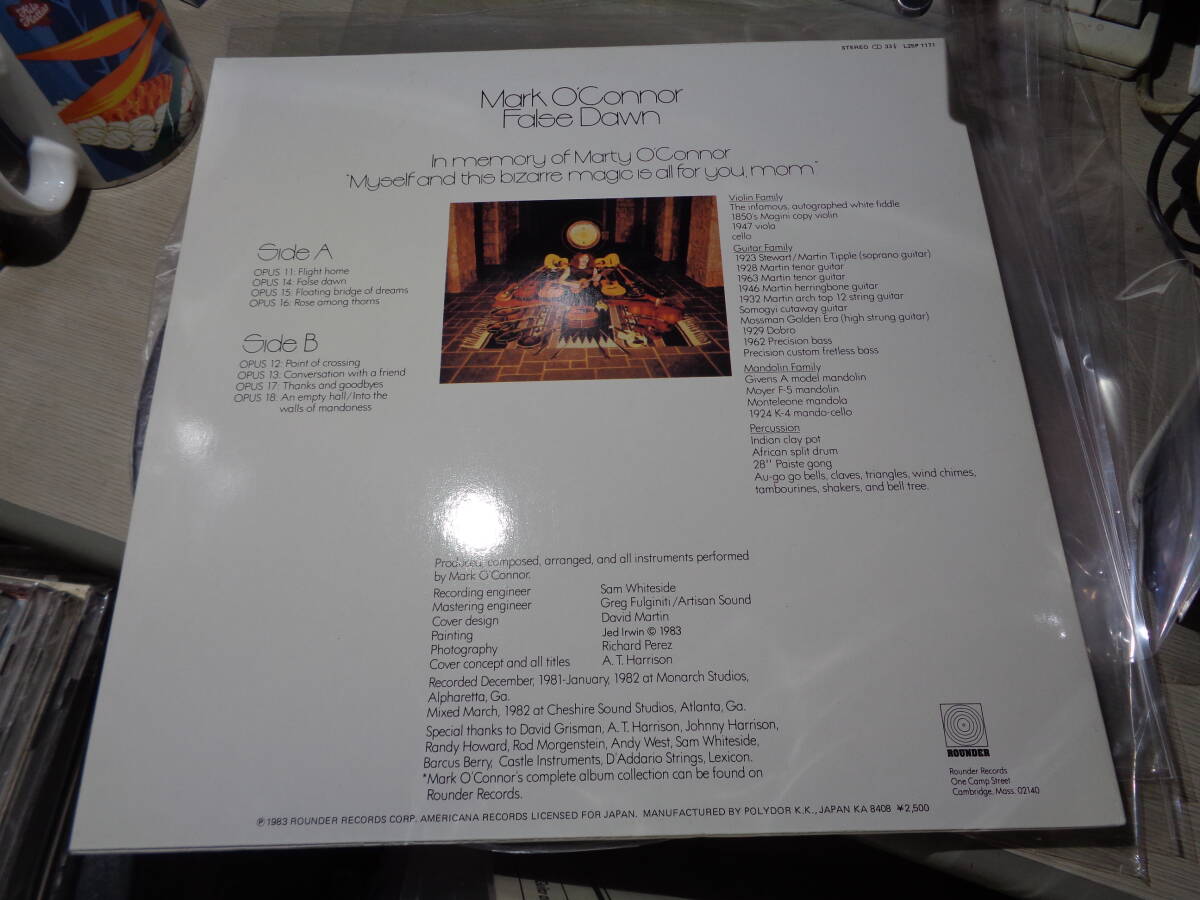 STEREO CD 33⅓ L25P 1171
Mark O'Connor
False Dawn
In memory of Marty O'Connor
"Myself and this bizarre magic is all for you, mom"
Side A
OPUS 11: Flight home
OPUS 14: False dawn
OPUS 15: Floating bridge of dreams
OPUS 16: Rose among thorns
Side B
OPUS 12: Point of crossing
OPUS 13: Conversation with a friend
OPUS 17: Thanks and goodbyes
OPUS 18: An empty hall/Into the
walls of mandoness
Violin Family
The infamous, autographed white fiddle
1850's Magini copy violin
1947 viola
cello
Guitar Family
1923 Stewart/Martin Tipple (soprano guitar)
1928 Martin tenor guitar
1963 Martin tenor guitar
1946 Martin herringbone guitar
1932 Martin arch top 12 string guitar
Somogyi cutaway guitar
Mossman Golden Era (high strung guitar)
1929 Dobro
1962 Precision bass
Precision custom fretless bass
Mandolin Family
Givens A model mandolin
Moyer F-5 mandolin
Monteleone mandola
1924 K-4 mando-cello
Percussion
Indian clay pot
African split drum
28'' Paiste gong
Au-go go bells, claves, triangles, wind chimes,
tambourines, shakers, and bell tree.
Produced, composed, arranged, and all instruments performed
by Mark O'Connor.
Recording engineer Sam Whiteside
Mastering engineer Greg Fulginiti/Artisan Sound
Cover design David Martin
Painting Jed Irwin © 1983
Photography Richard Perez
Cover concept and all titles A. T. Harrison
Recorded December, 1981-January, 1982 at Monarch Studios,
Alpharetta, Ga.
Mixed March, 1982 at Cheshire Sound Studios, Atlanta, Ga.
Special thanks to David Grisman, A. T. Harrison, Johnny Harrison,
Randy Howard, Rod Morgenstein, Andy West, Sam Whiteside,
Barcus Berry, Castle Instruments, D'Addario Strings, Lexicon.
*Mark O'Connor's complete album collection can be found on
Rounder Records.
ROUNDER
Rounder Records
One Camp Street
Cambridge, Mass. 02140
℗ 1983 ROUNDER RECORDS CORP. AMERICANA RECORDS LICENSED FOR JAPAN. MANUFACTURED BY POLYDOR K.K., JAPAN KA 8408 ¥2,500